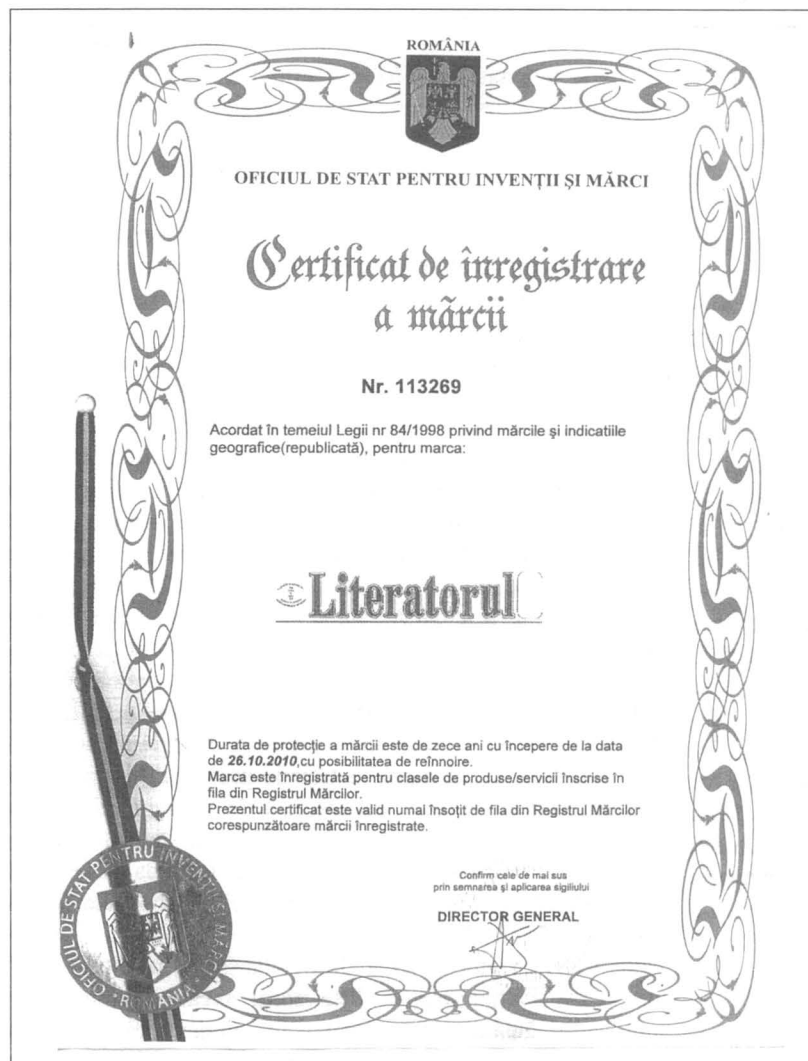 ROMÂNIA
OFICIUL DE STAT PENTRU INVENȚII ȘI MĂRCI
Certificat de înregistrare
a mărcii
Nr. 113269
Acordat în temeiul Legii nr 84/1998 privind mărcile și indicatiile
geografice(republicată), pentru marca:
Literatorul
Durata de protecție a mărcii este de zece ani cu începere de la data
de 26.10.2010,cu posibilitatea de reînnoire.
Marca este înregistrată pentru clasele de produse/servicii înscrise în
fila din Registrul Mărcilor.
Prezentul certificat este valid numai însoțit de fila din Registrul Mărcilor
corespunzătoare mărcii înregistrate.
Confirm cele de mai sus
prin semnarea și aplicarea sigiliului
DIRECTOR GENERAL
OFICIUL DE STAT PENTRU INVENȚII ȘI MĂRCI · ROMÂNIA ·